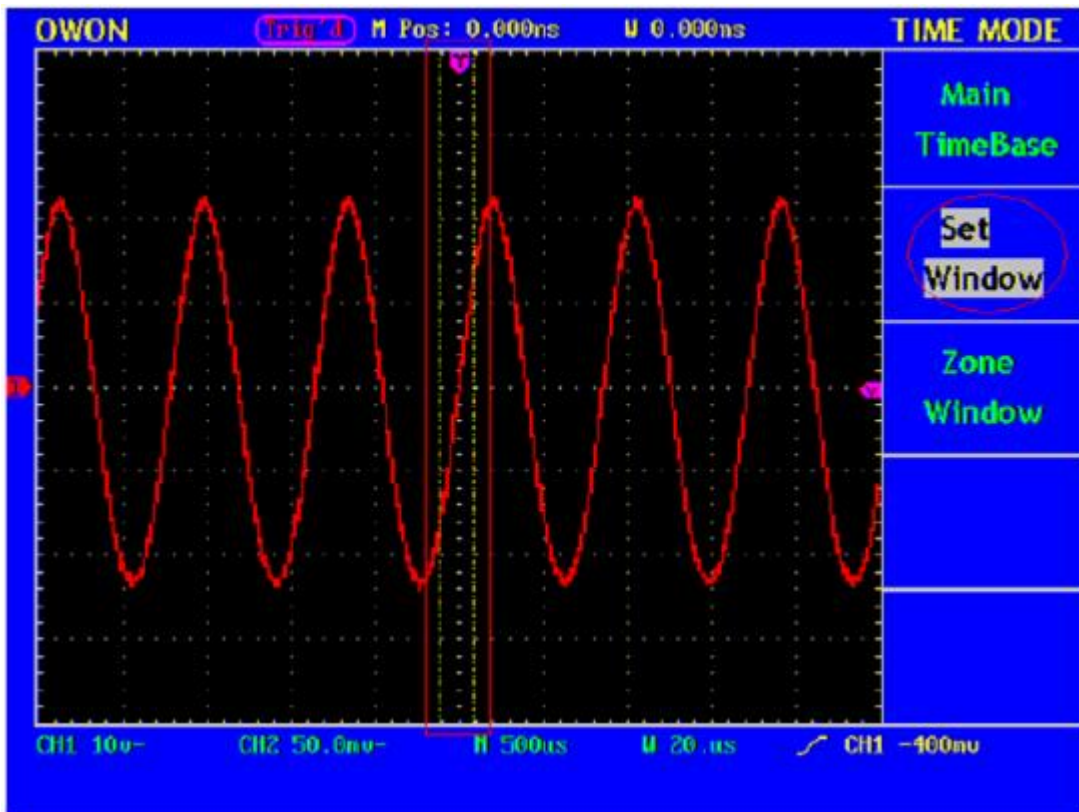 OWON Trig'd M Pos: 0.000ns W 0.000ns TIME MODE
Main
TimeBase
Set
Window
Zone
Window
CH1 10v~ CH2 50.0mv~ M 500us W 20.us CH1 -400mv